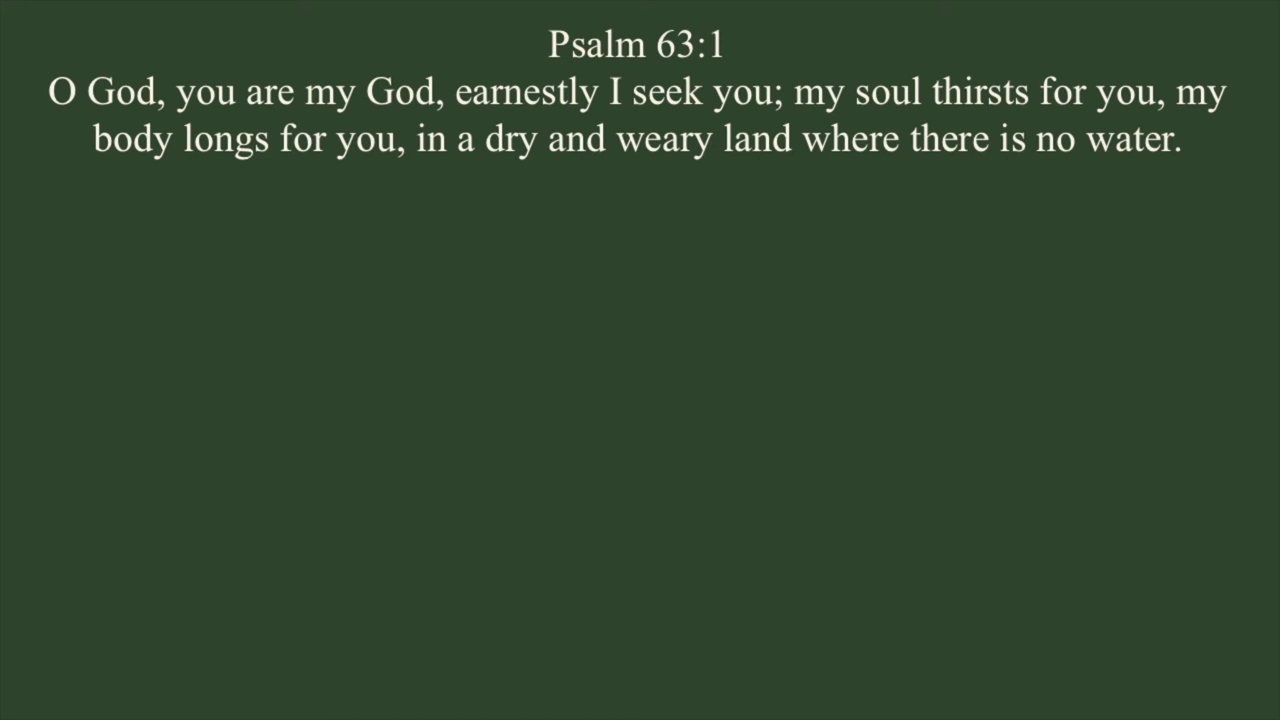 Psalm 63:1
O God, you are my God, earnestly I seek you; my soul thirsts for you, my
body longs for you, in a dry and weary land where there is no water.